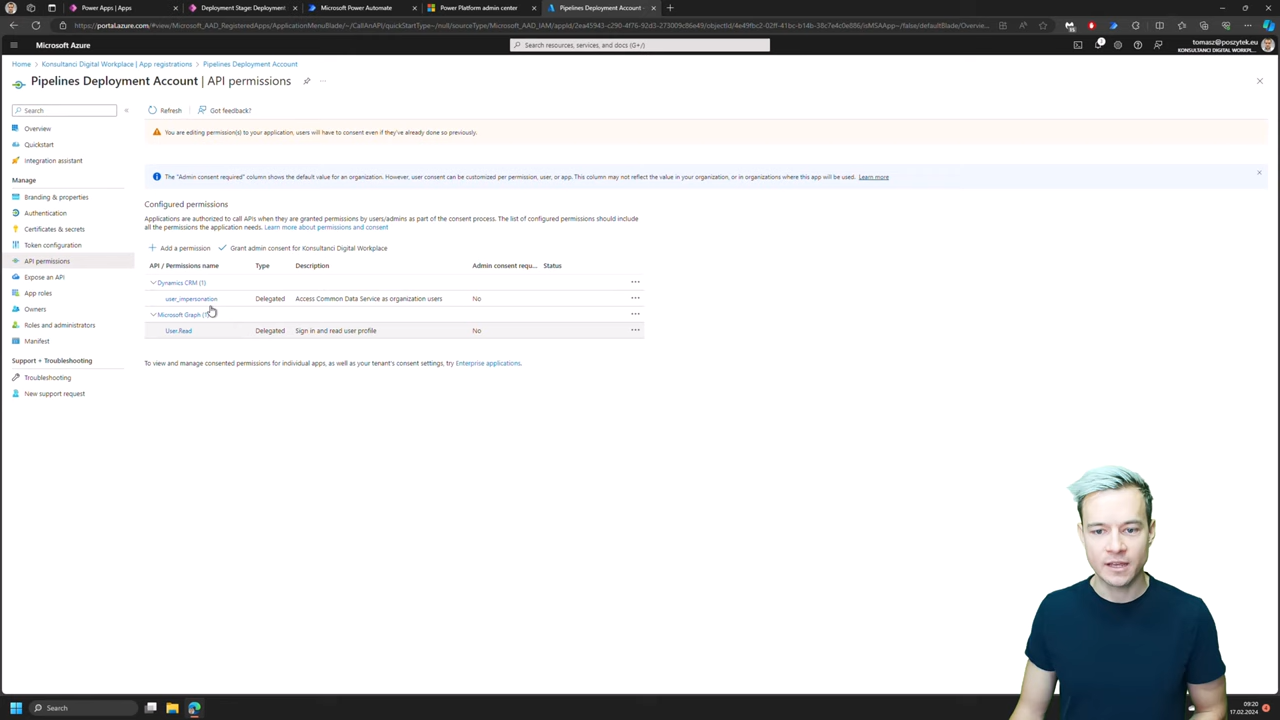 Power Apps | Apps
Deployment Stage: Deployment
Microsoft Power Automate
Power Platform admin center
Pipelines Deployment Account
Microsoft Azure
Search resources, services, and docs (G+/)
tomasz@poszytek.eu
KONSULTANCI DIGITAL WORKPLAC...
Home > Konsultanci Digital Workplace | App registrations > Pipelines Deployment Account
Pipelines Deployment Account | API permissions
Search
Refresh
Got feedback?
You are editing permission(s) to your application, users will have to consent even if they've already done so previously.
The "Admin consent required" column shows the default value for an organization. However, user consent can be customized per permission, user, or app. This column may not reflect the value in your organization, or in organizations where this app will be used. Learn more
Overview
Quickstart
Integration assistant
Manage
Branding & properties
Authentication
Certificates & secrets
Token configuration
API permissions
Expose an API
App roles
Owners
Roles and administrators
Manifest
Support + Troubleshooting
Troubleshooting
New support request
Configured permissions
Applications are authorized to call APIs when they are granted permissions by users/admins as part of the consent process. The list of configured permissions should include
all the permissions the application needs. Learn more about permissions and consent
Add a permission
Grant admin consent for Konsultanci Digital Workplace
API / Permissions name Type Description Admin consent requ... Status
Dynamics CRM (1)
user_impersonation Delegated Access Common Data Service as organization users No
Microsoft Graph (1)
User.Read Delegated Sign in and read user profile No
To view and manage consented permissions for individual apps, as well as your tenant's consent settings, try Enterprise applications.
Search
09:20
17.02.2024